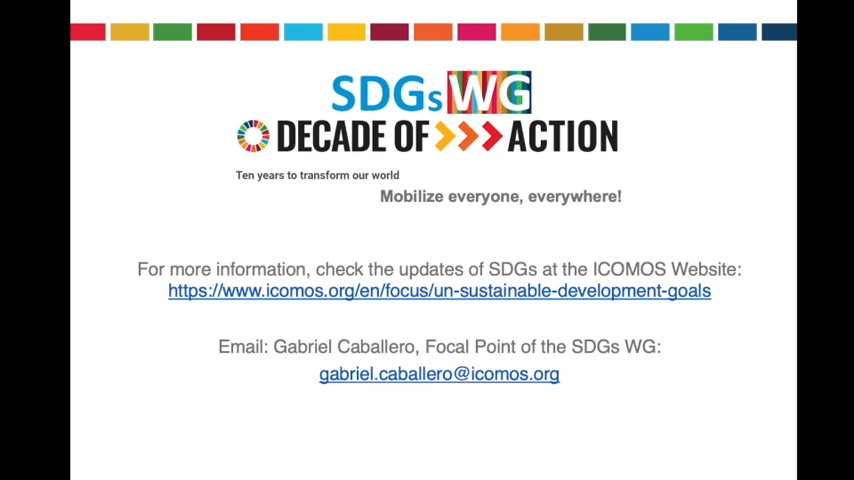 SDGs WG
DECADE OF >>> ACTION
Ten years to transform our world
Mobilize everyone, everywhere!
For more information, check the updates of SDGs at the ICOMOS Website:
https://www.icomos.org/en/focus/un-sustainable-development-goals
Email: Gabriel Caballero, Focal Point of the SDGs WG:
gabriel.caballero@icomos.org